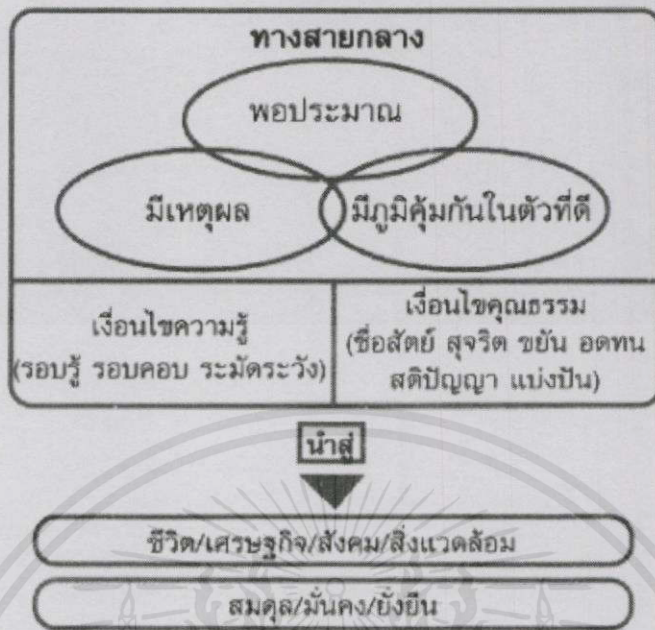 ทางสายกลาง
พอประมาณ
มีเหตุผล
มีภูมิคุ้มกันในตัวที่ดี
เงื่อนไขความรู้
(รอบรู้ รอบคอบ ระมัดระวัง)
เงื่อนไขคุณธรรม
(ซื่อสัตย์ สุจริต ขยัน อดทน
สติปัญญา แบ่งปัน)
นำสู่
ชีวิต/เศรษฐกิจ/สังคม/สิ่งแวดล้อม
สมดุล/มั่นคง/ยั่งยืน